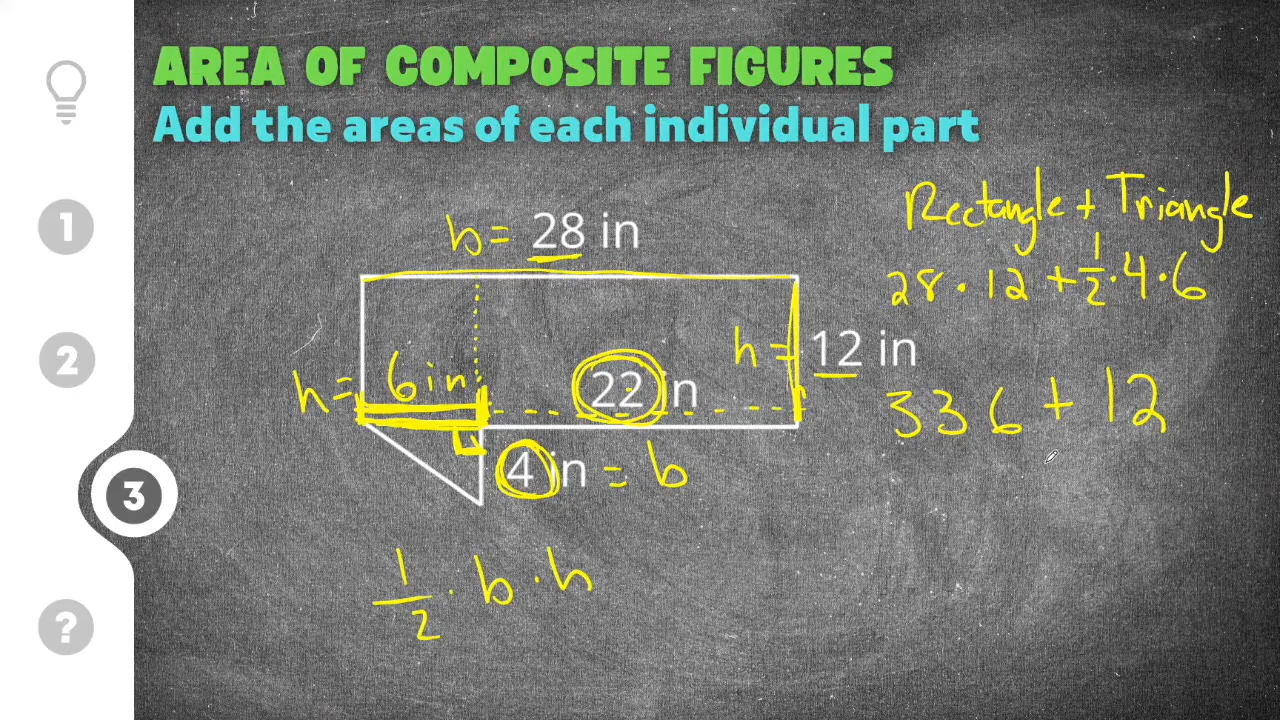 AREA OF COMPOSITE FIGURES
Add the areas of each individual part
Rectangle + Triangle
b = 28 in
28 · 12 + 1/2 · 4 · 6
h = 12 in
h = 6 in
22 in
336 + 12
4 in = b
1/2 · b · h
1
2
3
?